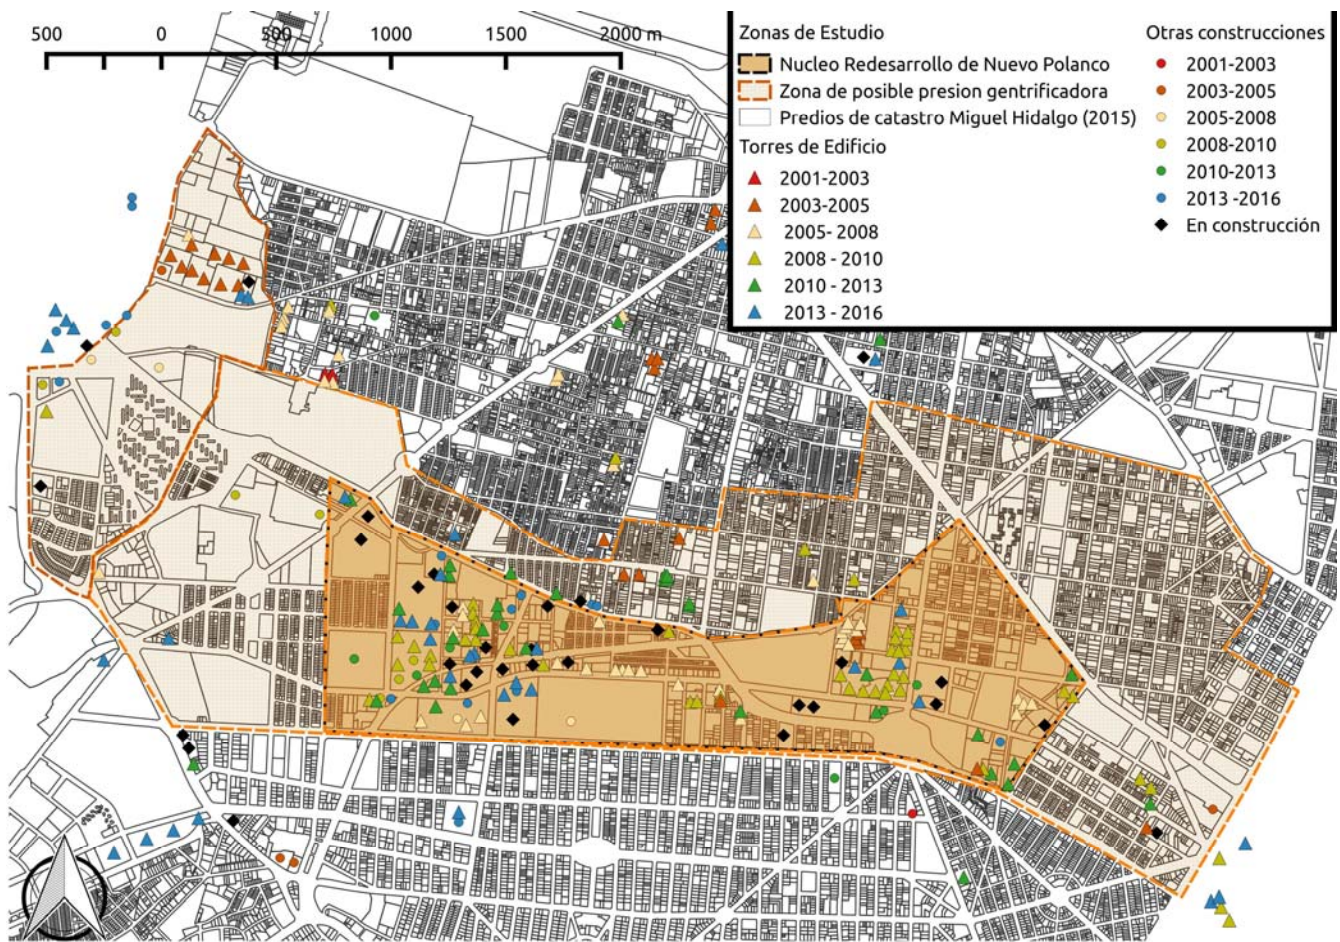 500 0 500 1000 1500 2000 m
Zonas de Estudio
Nucleo Redesarrollo de Nuevo Polanco
Zona de posible presion gentrificadora
Predios de catastro Miguel Hidalgo (2015)
Torres de Edificio
2001-2003
2003-2005
2005- 2008
2008 - 2010
2010 - 2013
2013 - 2016
Otras construcciones
2001-2003
2003-2005
2005-2008
2008-2010
2010-2013
2013 -2016
En construcción